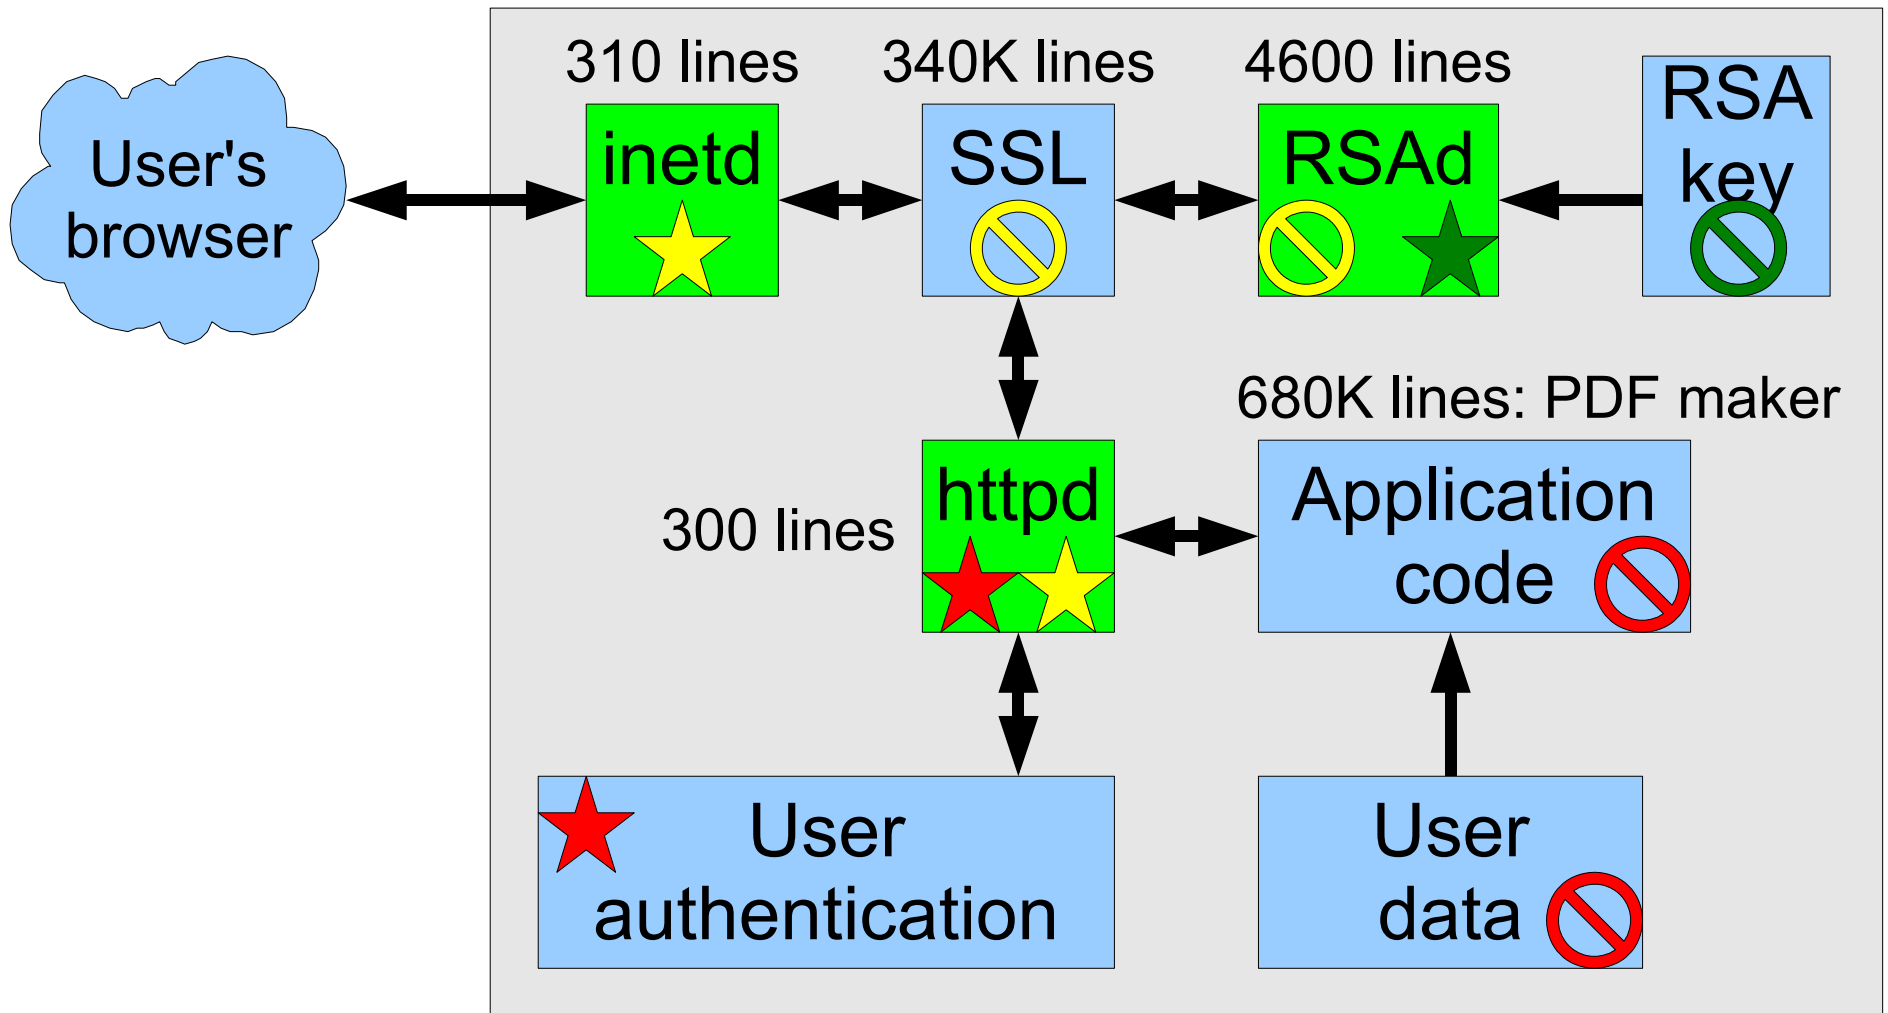 310 lines
340K lines
4600 lines
RSA
key
User's
browser
inetd
SSL
RSAd
680K lines: PDF maker
300 lines
httpd
Application
code
User
authentication
User
data